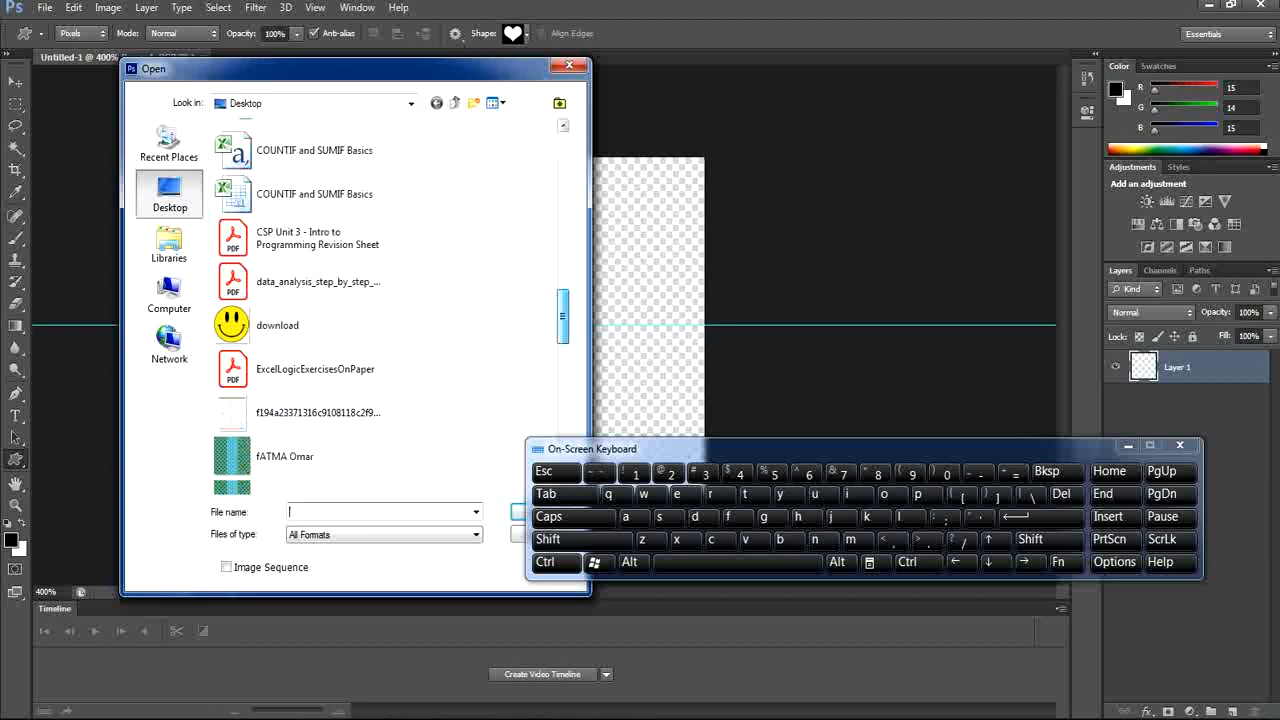 Ps File Edit Image Layer Type Select Filter 3D View Window Help
Pixels Mode: Normal Opacity: 100% Anti-alias Shape: Align Edges Essentials
Untitled-1 @ 400%
Ps Open
Look in: Desktop
Recent Places
Desktop
Libraries
Computer
Network
COUNTIF and SUMIF Basics
COUNTIF and SUMIF Basics
CSP Unit 3 - Intro to
Programming Revision Sheet
data_analysis_step_by_step_...
download
ExcelLogicExercisesOnPaper
f194a23371316c9108118c2f9...
fATMA Omar
PDF
PDF
PDF
File name:
Files of type: All Formats
Image Sequence
Color Swatches
R 15
G 14
B 15
Adjustments Styles
Add an adjustment
Layers Channels Paths
Kind
Normal Opacity: 100%
Lock: Fill: 100%
Layer 1
On-Screen Keyboard
Esc ~ ` ! 1 @ 2 # 3 $ 4 % 5 ^ 6 & 7 * 8 ( 9 ) 0 _ - + = Bksp Home PgUp
Tab q w e r t y u i o p { [ } ] | \ Del End PgDn
Caps a s d f g h j k l : ; " ' Insert Pause
Shift z x c v b n m < , > . ? / ↑ Shift PrtScn ScrLk
Ctrl Alt Alt Ctrl ← ↓ → Fn Options Help
400%
Timeline
Create Video Timeline